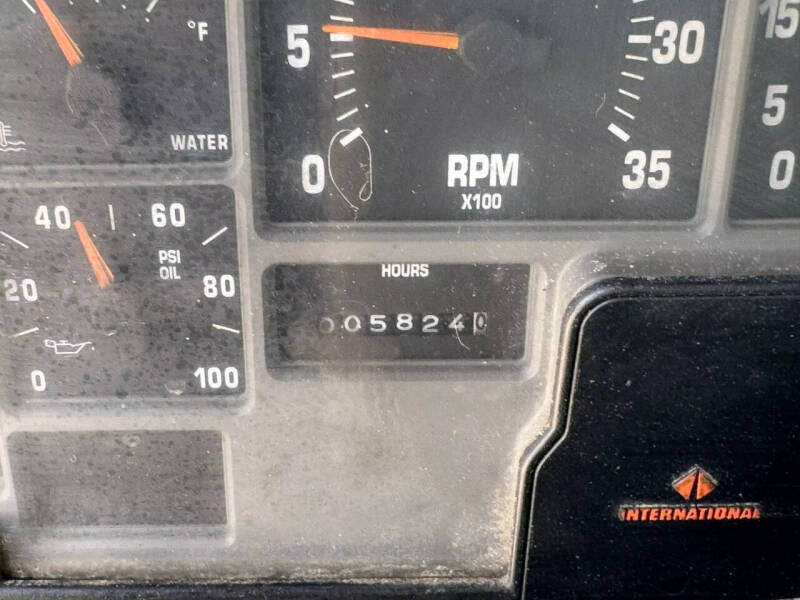 °F
WATER
5
30
0
35
RPM
X100
15
5
0
40
60
PSI
OIL
20
80
0
100
HOURS
0058240
INTERNATIONAL